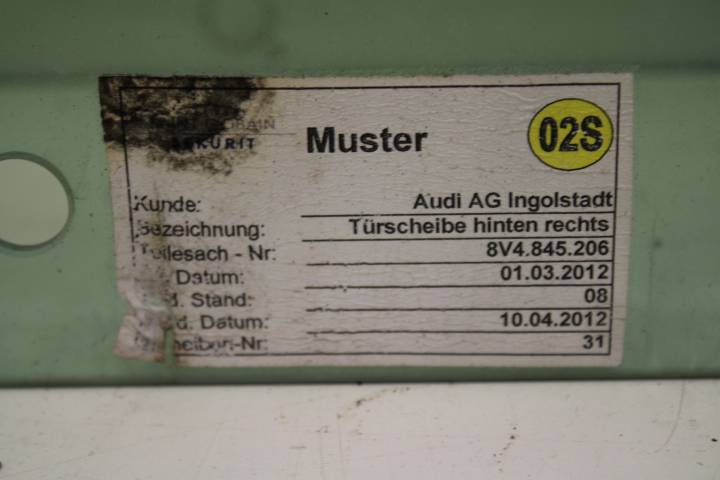 Muster
02S
Kunde: Audi AG Ingolstadt
Bezeichnung: Türscheibe hinten rechts
Nr: 8V4.845.206
Datum: 01.03.2012
Stand: 08
Datum: 10.04.2012
31